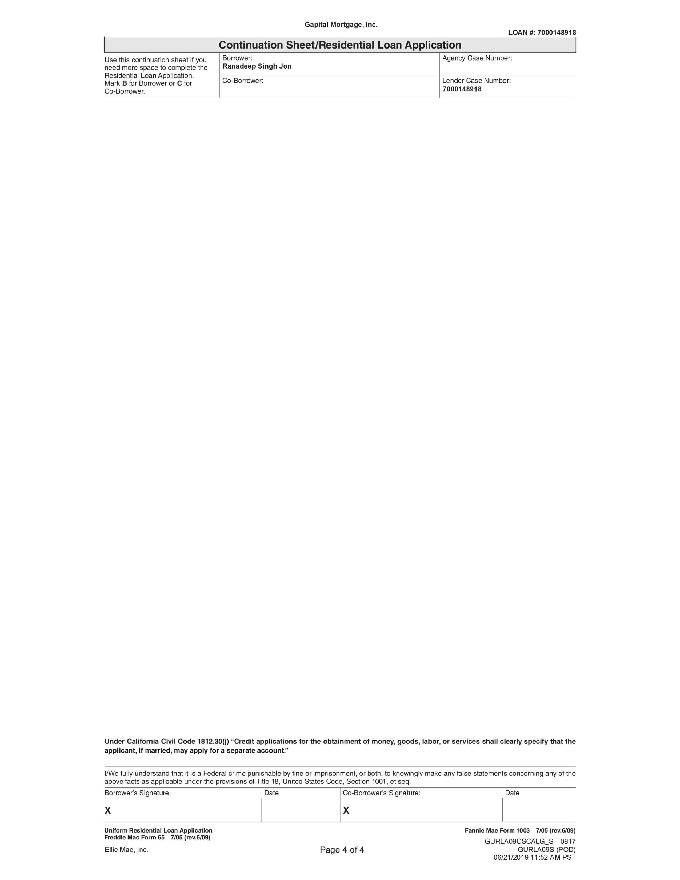 Gapital Mortgage, Inc.
LOAN #: 7000148918
Continuation Sheet/Residential Loan Application
Use this continuation sheet if you
need more space to complete the
Residential Loan Application.
Mark B for Borrower or C for
Co-Borrower.
Borrower:
Ranadeep Singh Jon
Agency Case Number:
Co-Borrower:
Lender Case Number:
7000148918
Under California Civil Code 1812.30(j) “Credit applications for the obtainment of money, goods, labor, or services shall clearly specify that the
applicant, if married, may apply for a separate account.”
I/We fully understand that it is a Federal crime punishable by fine or imprisonment, or both, to knowingly make any false statements concerning any of the
above facts as applicable under the provisions of Title 18, United States Code, Section 1001, et seq.
Borrower's Signature Date Co-Borrower's Signature: Date
X X
Uniform Residential Loan Application
Freddie Mac Form 65 7/05 (rev.6/09)
Fannie Mae Form 1003 7/05 (rev.6/09)
Ellie Mae, Inc.
Page 4 of 4
GURLA09CSCALG_S 0817
GURLA09S (POD)
06/21/2019 11:52 AM PST